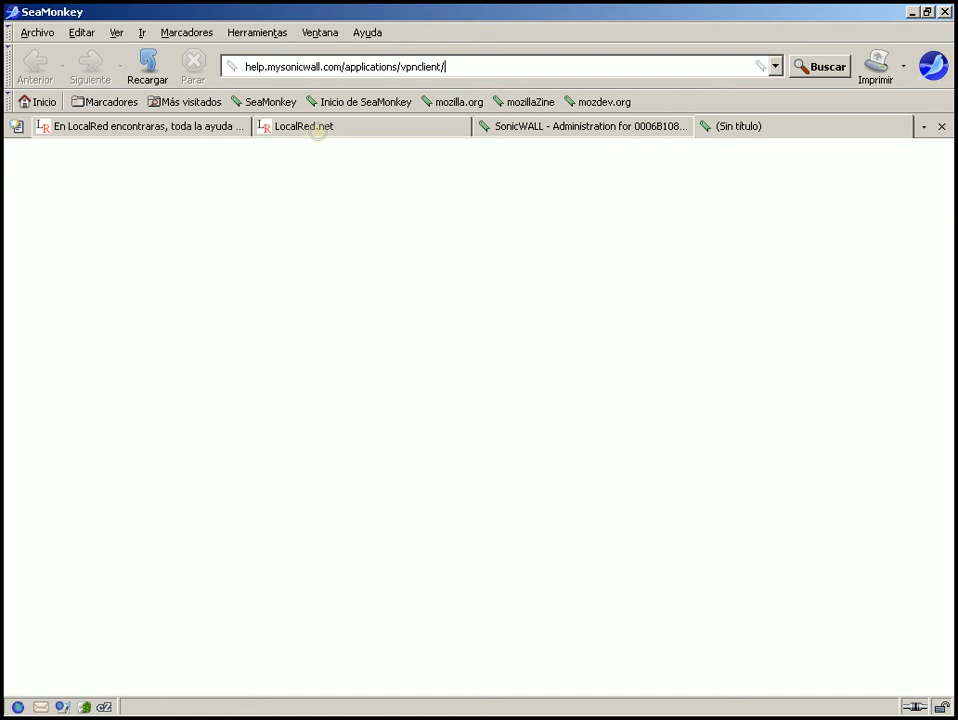 SeaMonkey
Archivo Editar Ver Ir Marcadores Herramientas Ventana Ayuda
Anterior Siguiente Recargar Parar help.mysonicwall.com/applications/vpnclient/ Buscar Imprimir
Inicio Marcadores Más visitados SeaMonkey Inicio de SeaMonkey mozilla.org mozillaZine mozdev.org
LR En LocalRed encontraras, toda la ayuda ... LR LocalRed.net SonicWALL - Administration for 0006B108... (Sin título)